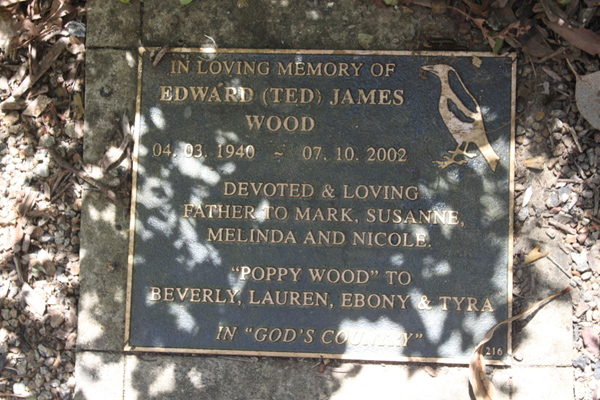 IN LOVING MEMORY OF
EDWARD (TED) JAMES
WOOD
04. 03. 1940 ~ 07. 10. 2002
DEVOTED & LOVING
FATHER TO MARK, SUSANNE,
MELINDA AND NICOLE.
"POPPY WOOD" TO
BEVERLY, LAUREN, EBONY & TYRA
IN "GOD'S COUNTRY"
216